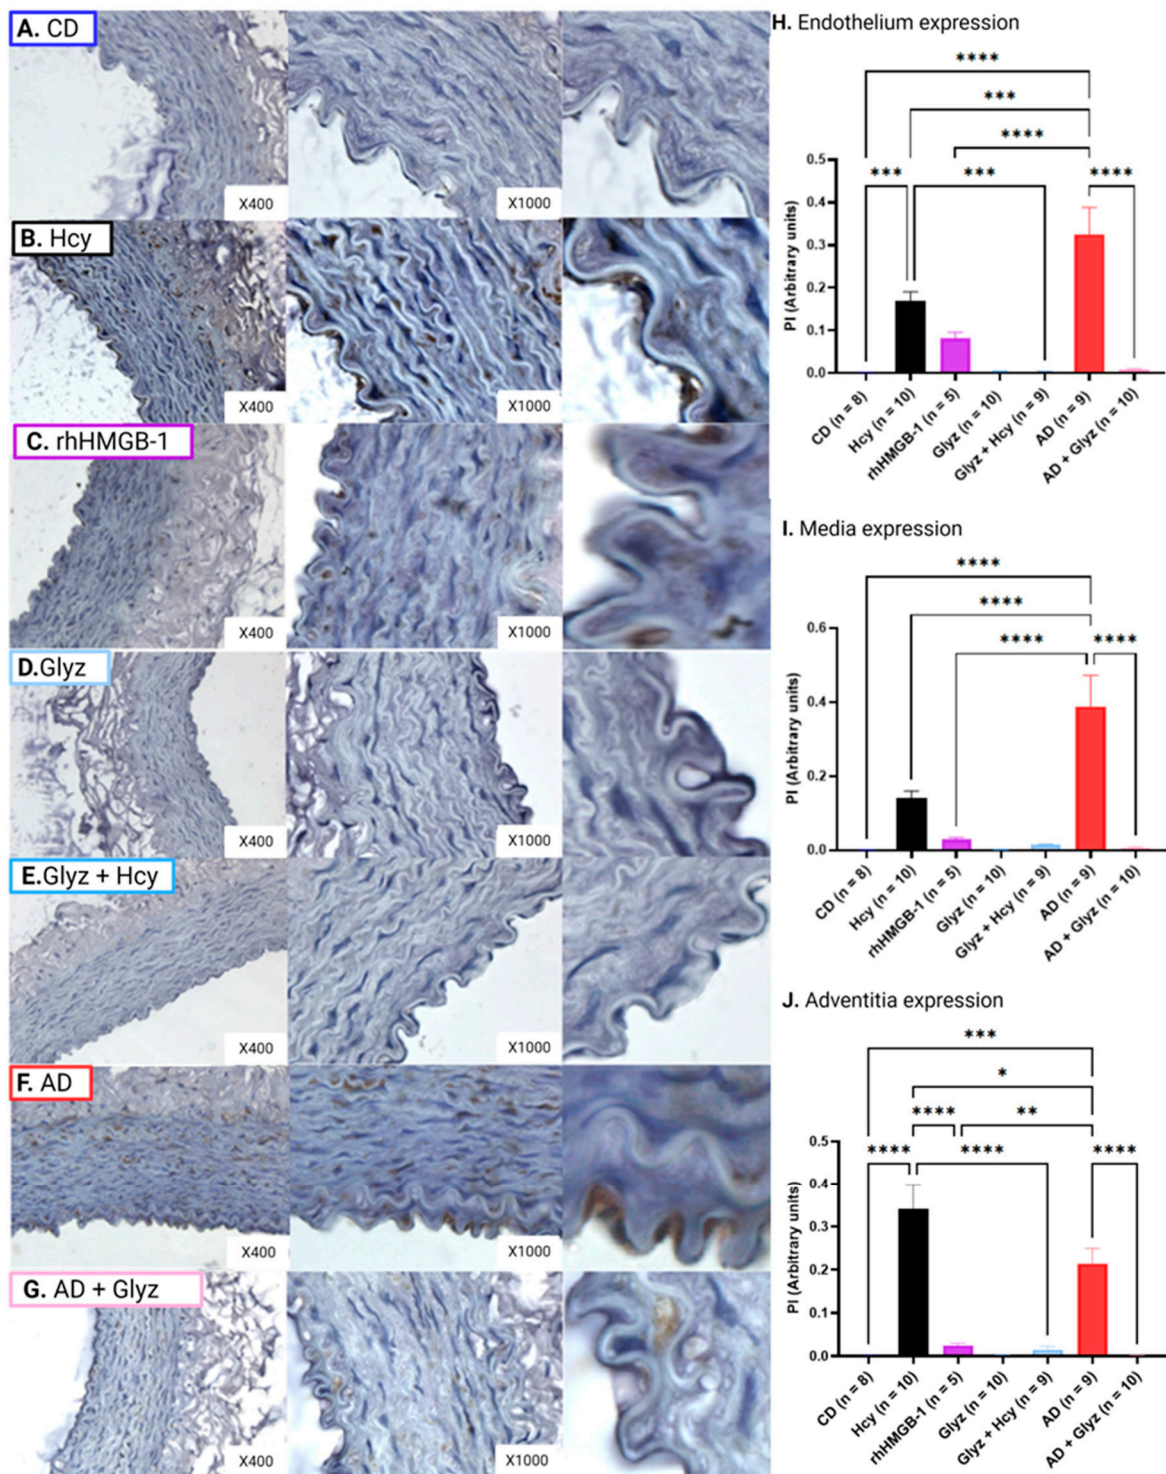 A. CD
X400
X1000
B. Hcy
X400
X1000
C. rhHMGB-1
X400
X1000
D.Glyz
X400
X1000
E.Glyz + Hcy
X400
X1000
F. AD
X400
X1000
G. AD + Glyz
X400
X1000
H. Endothelium expression
****
***
****
*** *** ****
PI (Arbitrary units)
0.5
0.4
0.3
0.2
0.1
0.0
CD (n = 8)
Hcy (n = 10)
rhHMGB-1 (n = 5)
Glyz (n = 10)
Glyz + Hcy (n = 9)
AD (n = 9)
AD + Glyz (n = 10)
I. Media expression
****
****
**** ****
PI (Arbitrary units)
0.6
0.4
0.2
0.0
CD (n = 8)
Hcy (n = 10)
rhHMGB-1 (n = 5)
Glyz (n = 10)
Glyz + Hcy (n = 9)
AD (n = 9)
AD + Glyz (n = 10)
J. Adventitia expression
***
*
**** **
**** **** ****
PI (Arbitrary units)
0.5
0.4
0.3
0.2
0.1
0.0
CD (n = 8)
Hcy (n = 10)
rhHMGB-1 (n = 5)
Glyz (n = 10)
Glyz + Hcy (n = 9)
AD (n = 9)
AD + Glyz (n = 10)